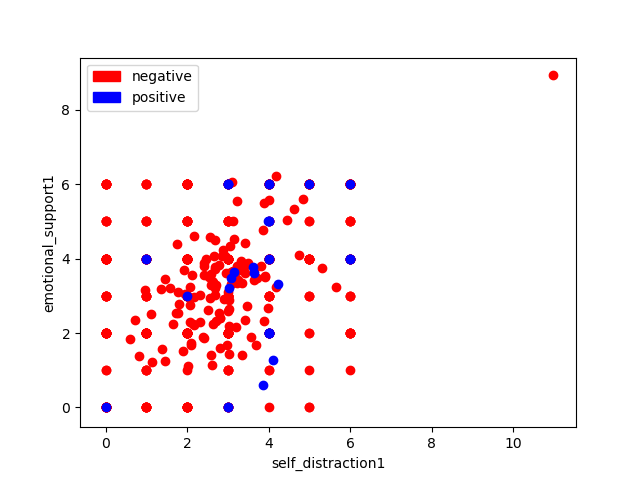 negative
positive
8
6
4
2
0
emotional_support1
0 2 4 6 8 10
self_distraction1